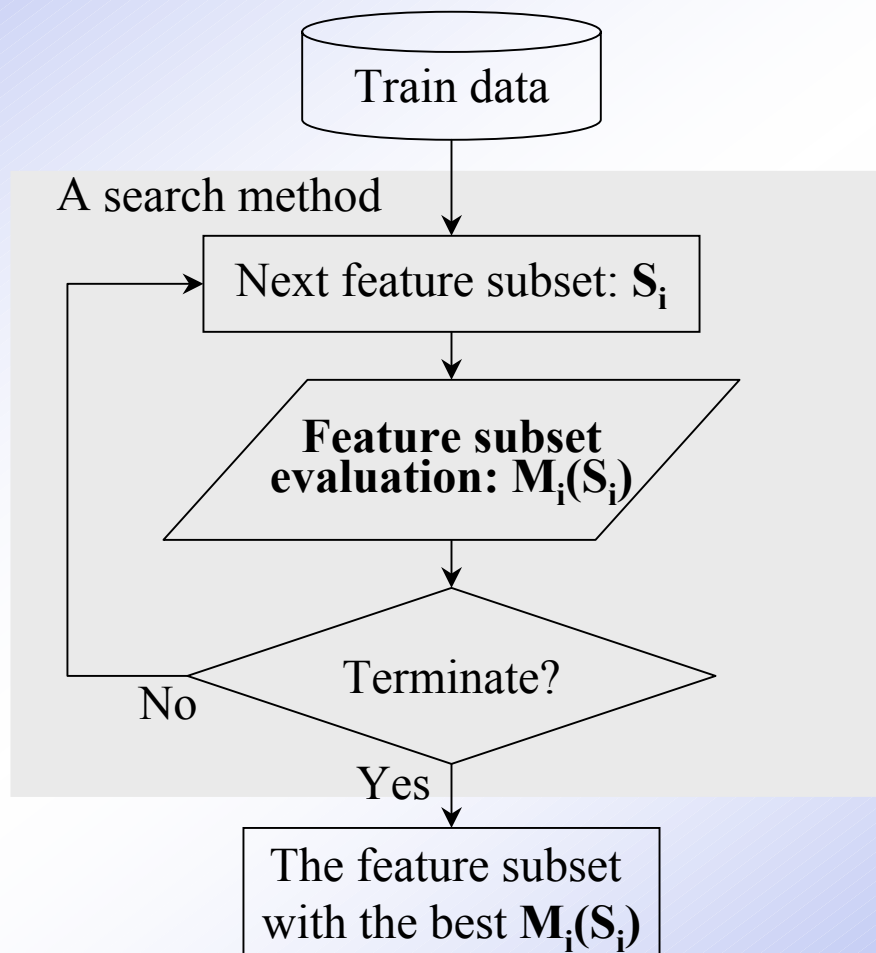 Train data
A search method
Next feature subset: Sᵢ
Feature subset
evaluation: Mᵢ(Sᵢ)
Terminate?
No
Yes
The feature subset
with the best Mᵢ(Sᵢ)